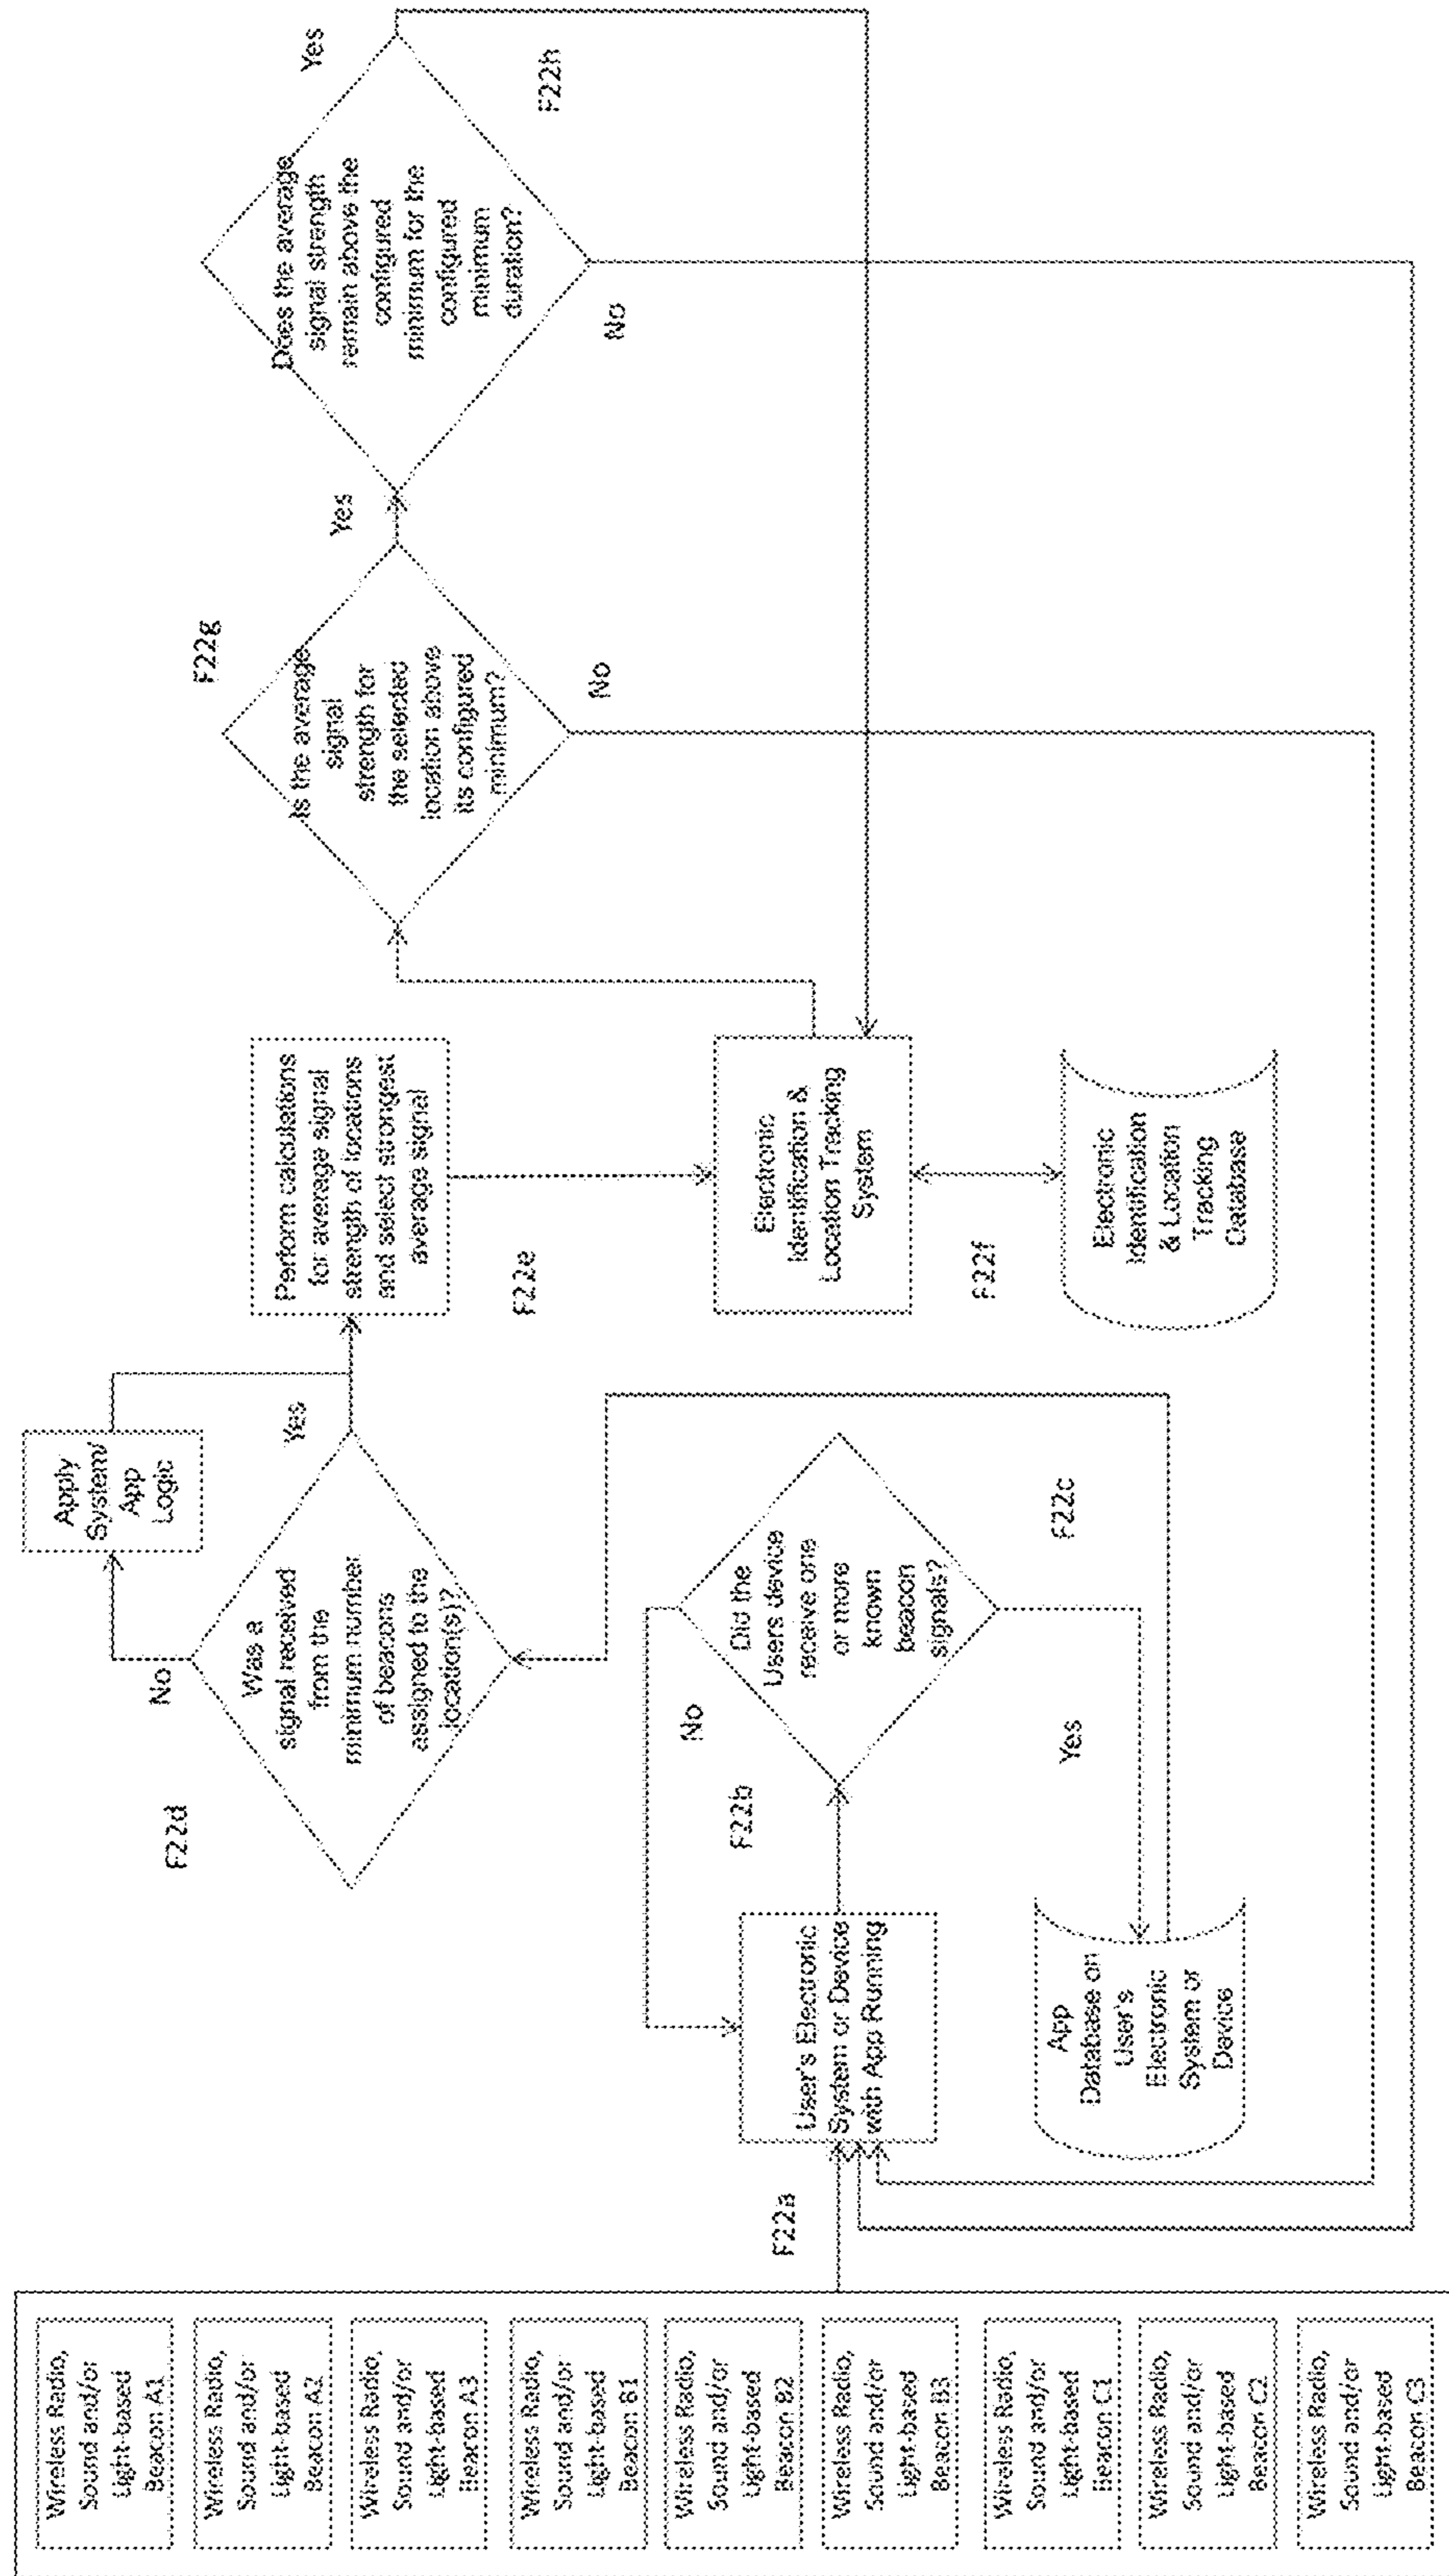 Wireless Radio,
Sound and/or
Light-based
Beacon A1
Wireless Radio,
Sound and/or
Light-based
Beacon A2
Wireless Radio,
Sound and/or
Light-based
Beacon A3
Wireless Radio,
Sound and/or
Light-based
Beacon B1
Wireless Radio,
Sound and/or
Light-based
Beacon B2
Wireless Radio,
Sound and/or
Light-based
Beacon B3
Wireless Radio,
Sound and/or
Light-based
Beacon C1
Wireless Radio,
Sound and/or
Light-based
Beacon C2
Wireless Radio,
Sound and/or
Light-based
Beacon C3
F22a
User's Electronic
System or Device
with App Running
F22b
Did the
Users device
receive one
or more
known
beacon
signals?
No
Yes
F22c
App
Database on
User's
Electronic
System or
Device
F22d
Was a
signal received
from the
minimum number
of beacons
assigned to the
location(s)?
No
Yes
Apply
System/
App
Logic
Perform calculations
for average signal
strength of locations
and select strongest
average signal
F22e
Electronic
Identification &
Location Tracking
System
F22f
Electronic
Identification
& Location
Tracking
Database
F22g
Is the average
signal
strength for
the selected
location above
its configured
minimum?
Yes
No
Does the average
signal strength
remain above the
configured
minimum for the
configured
minimum
duration?
Yes
No
F22h